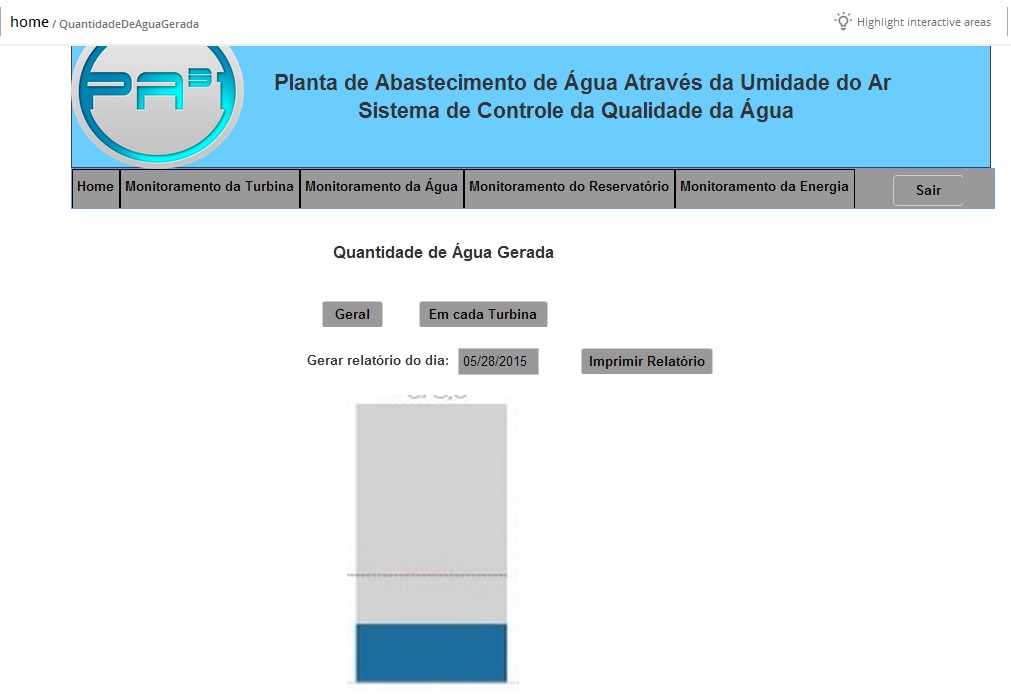 home / QuantidadeDeAguaGerada
Highlight interactive areas
Planta de Abastecimento de Água Através da Umidade do Ar
Sistema de Controle da Qualidade da Água
Home Monitoramento da Turbina Monitoramento da Água Monitoramento do Reservatório Monitoramento da Energia Sair
Quantidade de Água Gerada
Geral Em cada Turbina
Gerar relatório do dia: 05/28/2015 Imprimir Relatório